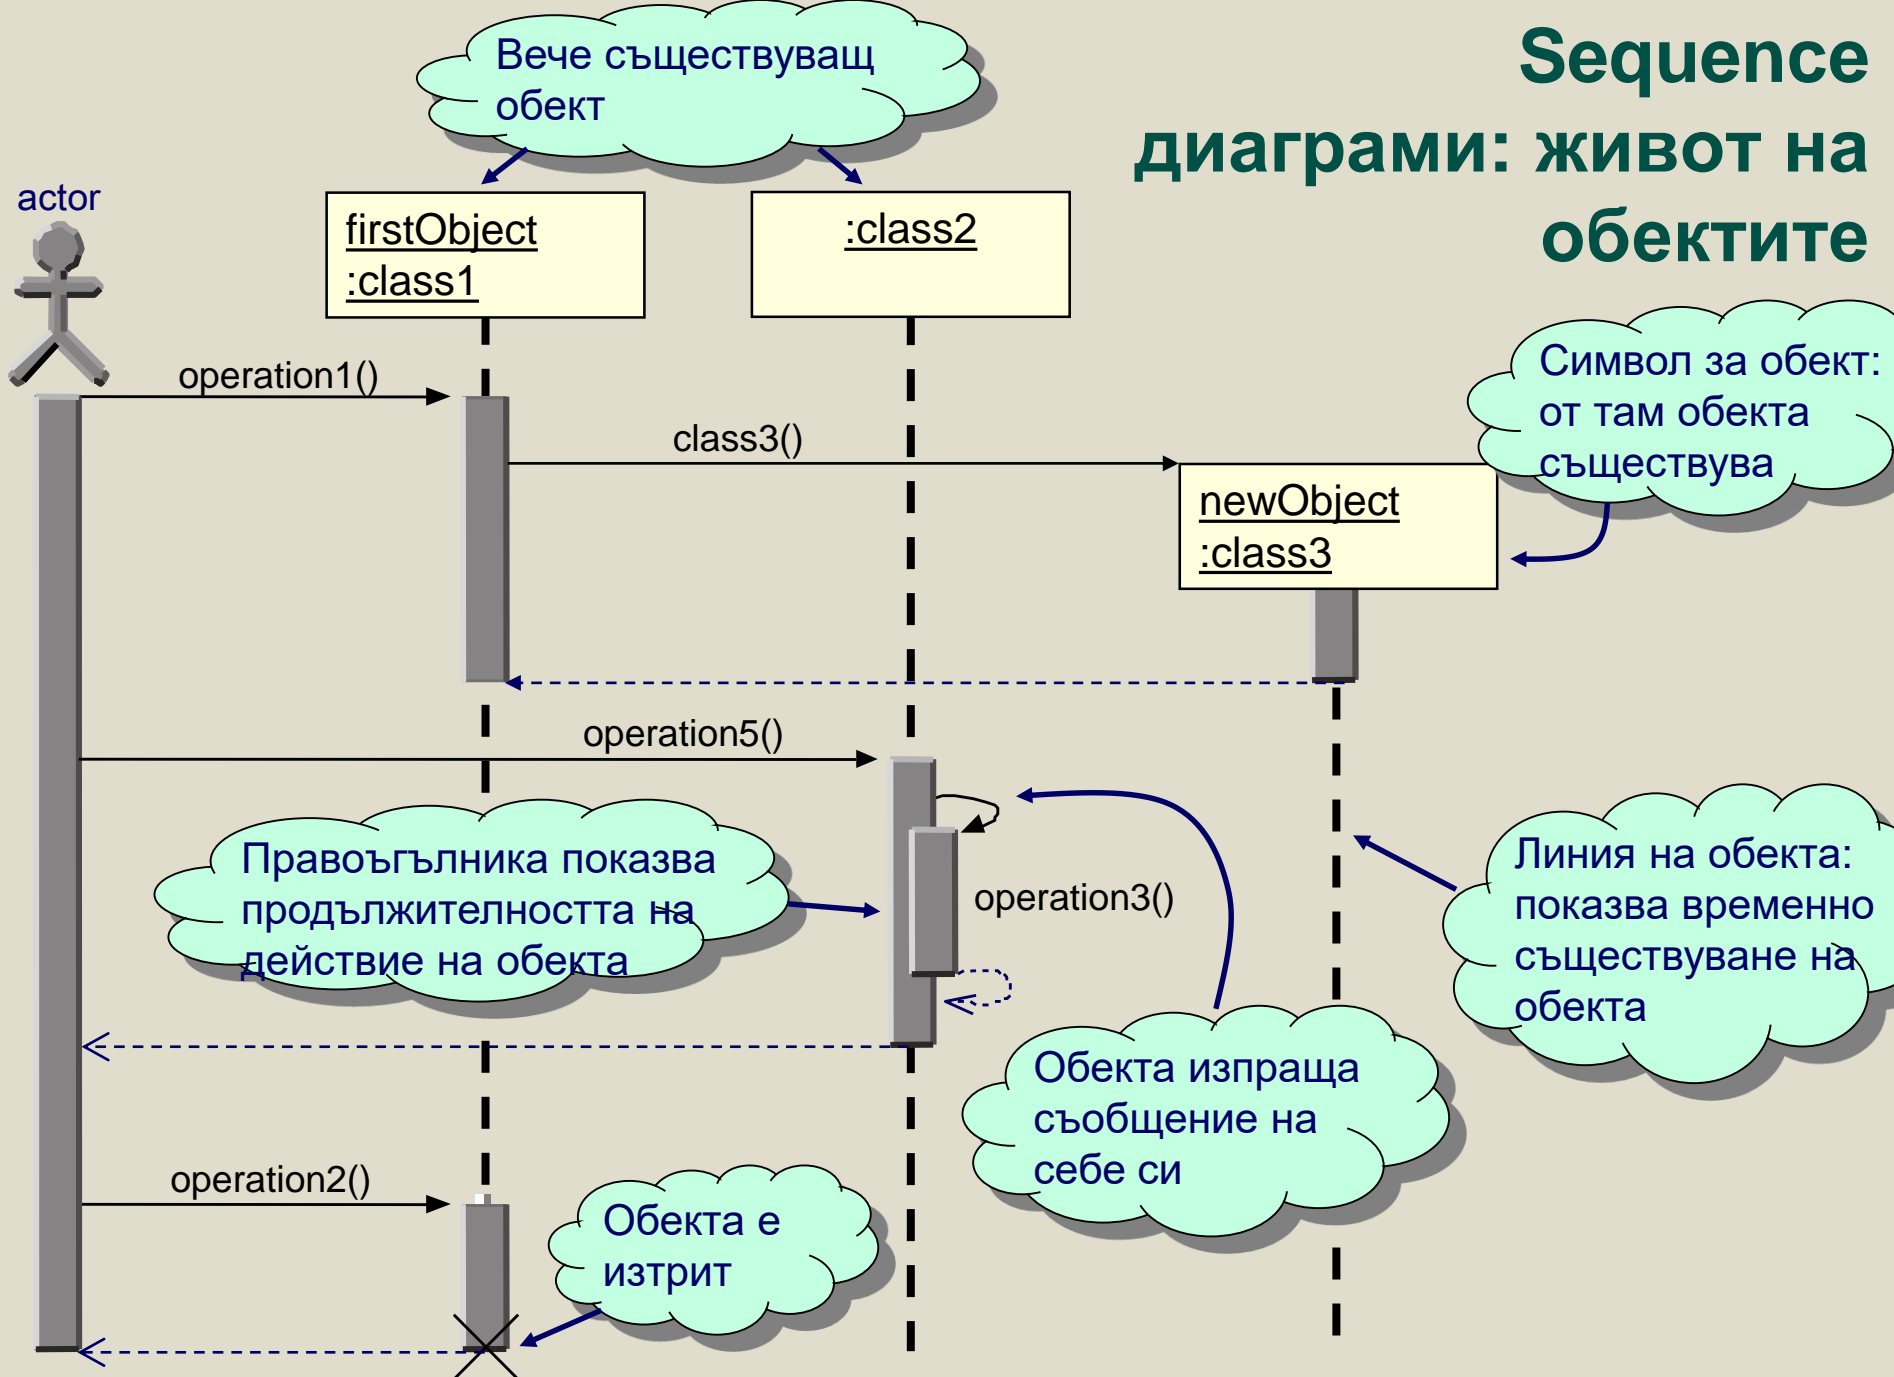 Sequence
диаграми: живот на
обектите
Вече съществуващ
обект
actor
firstObject
:class1
:class2
Символ за обект:
от там обекта
съществува
operation1()
class3()
newObject
:class3
operation5()
Правоъгълника показва
продължителността на
действие на обекта
operation3()
Линия на обекта:
показва временно
съществуване на
обекта
Обекта изпраща
съобщение на
себе си
operation2()
Обекта е
изтрит